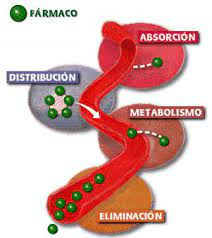 FÁRMACO
ABSORCIÓN
DISTRIBUCIÓN
METABOLISMO
ELIMINACIÓN